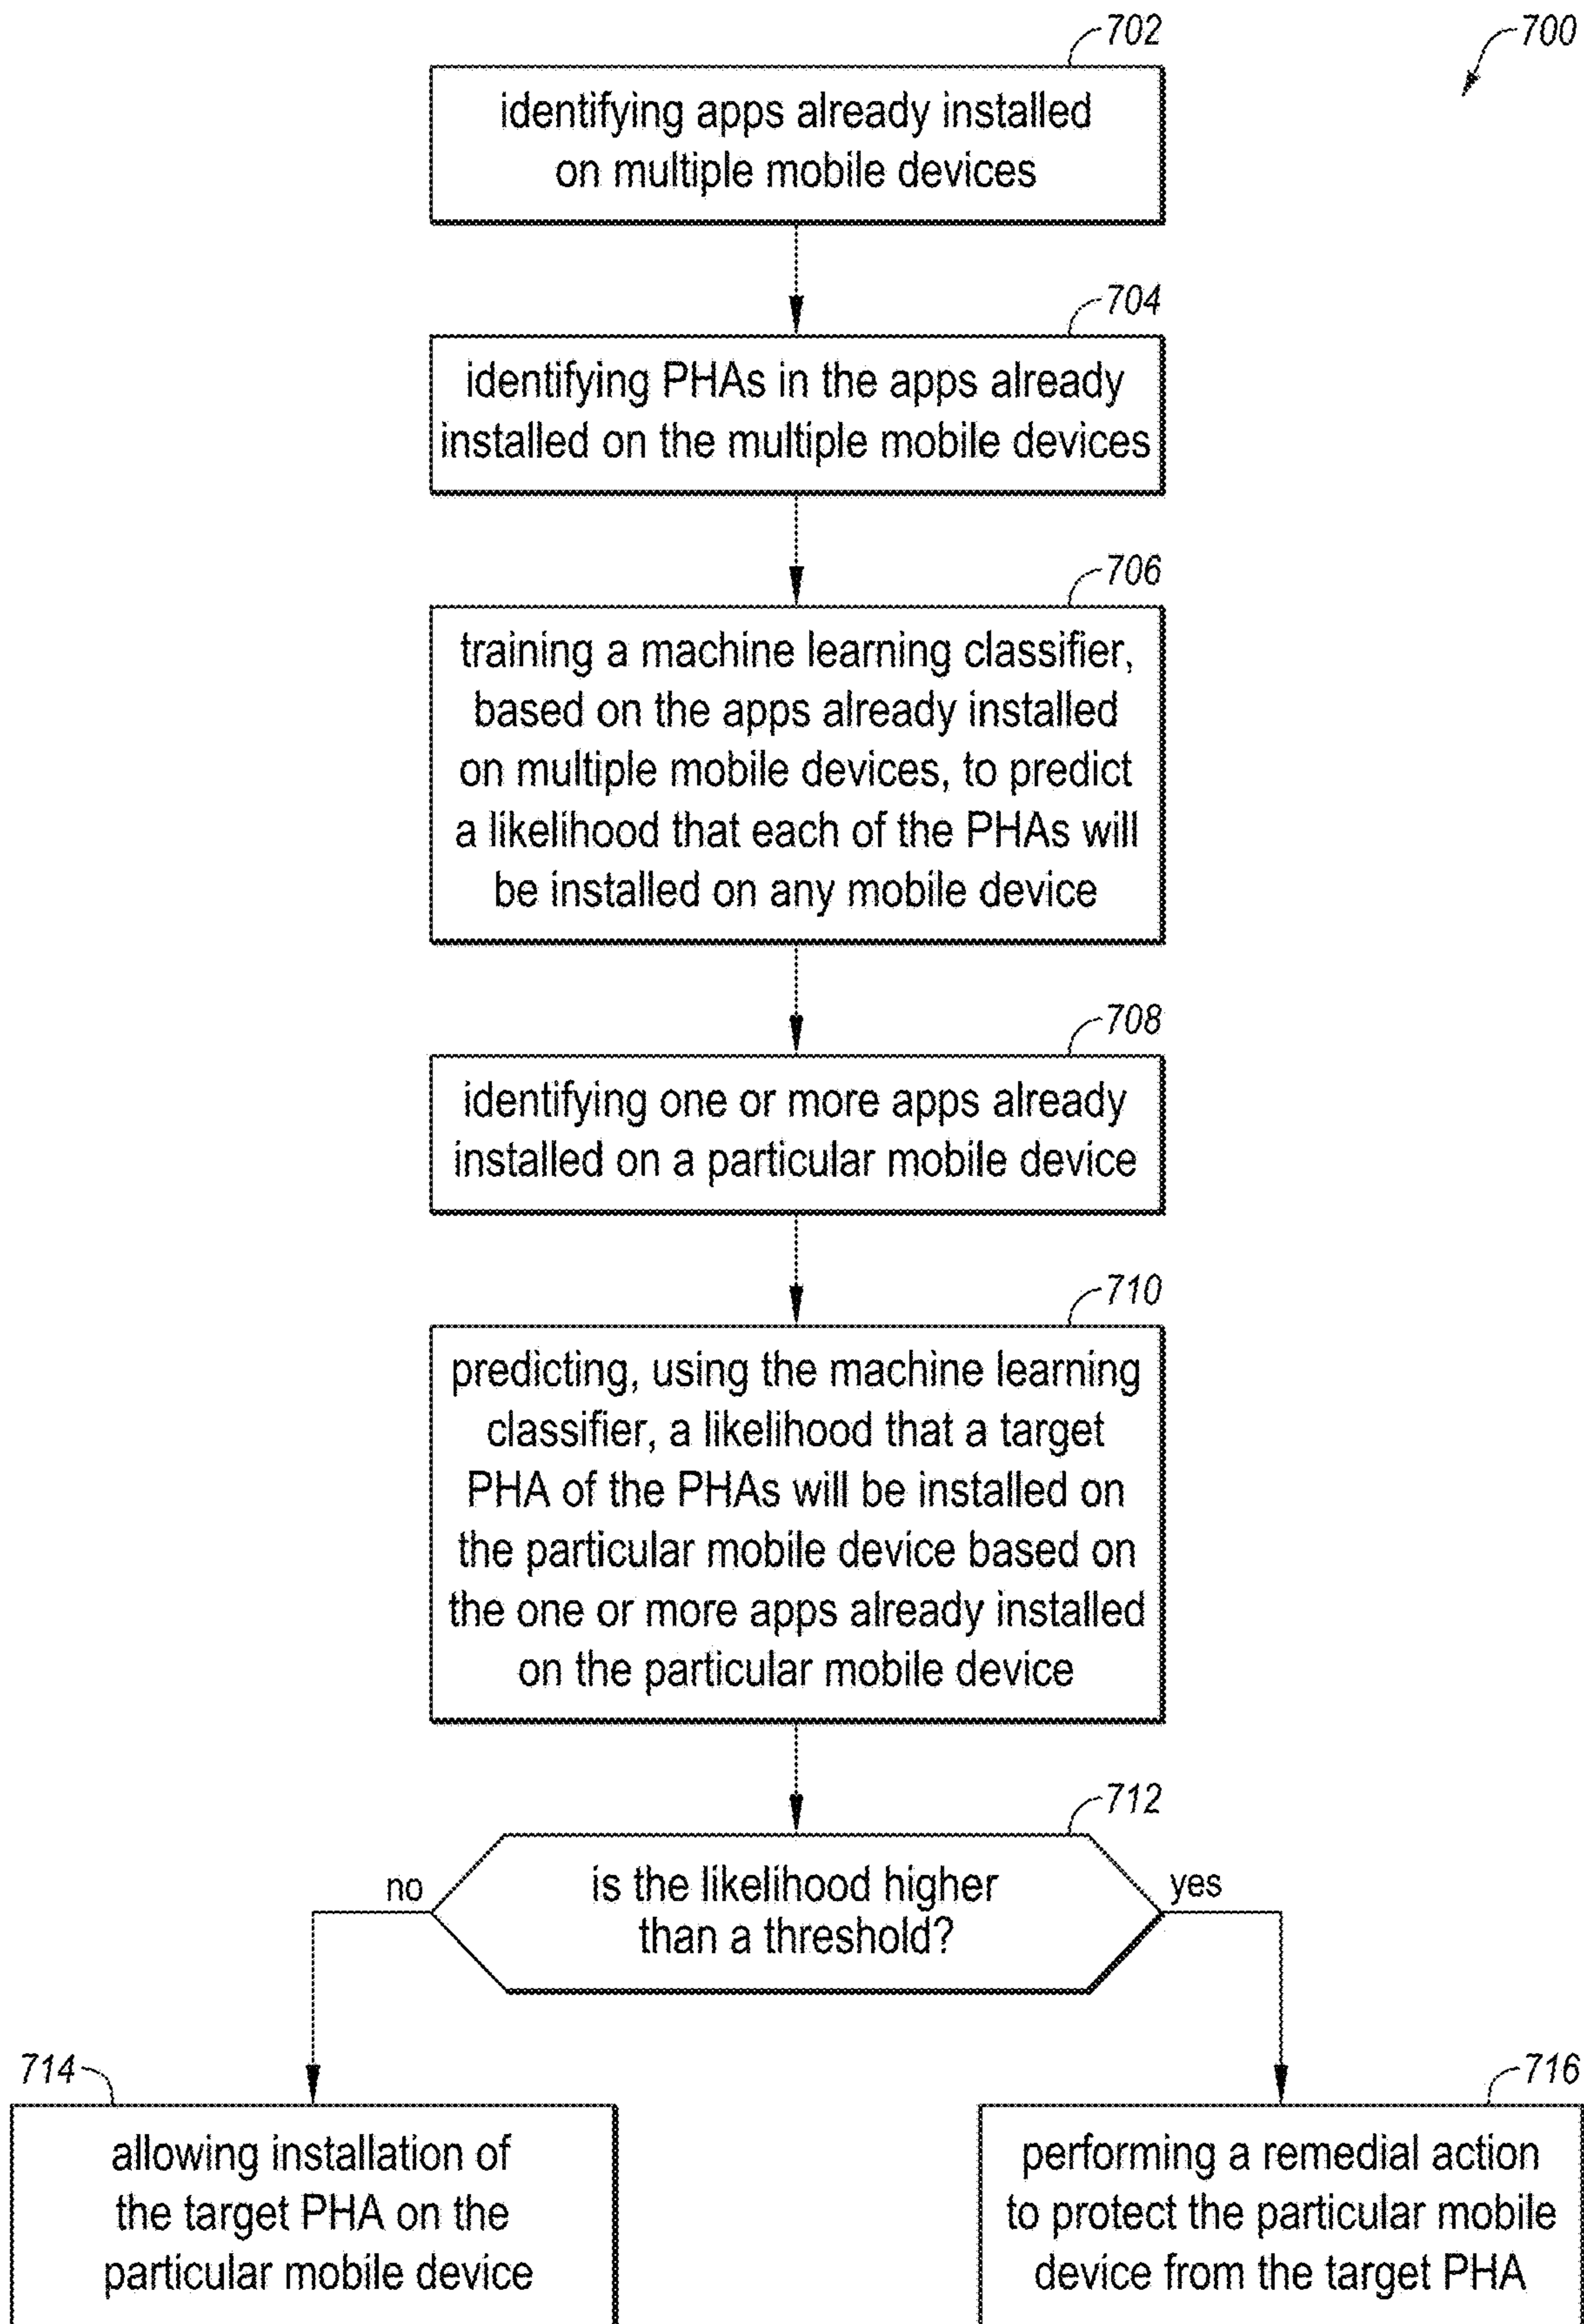 702
700
identifying apps already installed
on multiple mobile devices
704
identifying PHAs in the apps already
installed on the multiple mobile devices
706
training a machine learning classifier,
based on the apps already installed
on multiple mobile devices, to predict
a likelihood that each of the PHAs will
be installed on any mobile device
708
identifying one or more apps already
installed on a particular mobile device
710
predicting, using the machine learning
classifier, a likelihood that a target
PHA of the PHAs will be installed on
the particular mobile device based on
the one or more apps already installed
on the particular mobile device
712
no
is the likelihood higher
than a threshold?
yes
714
allowing installation of
the target PHA on the
particular mobile device
716
performing a remedial action
to protect the particular mobile
device from the target PHA